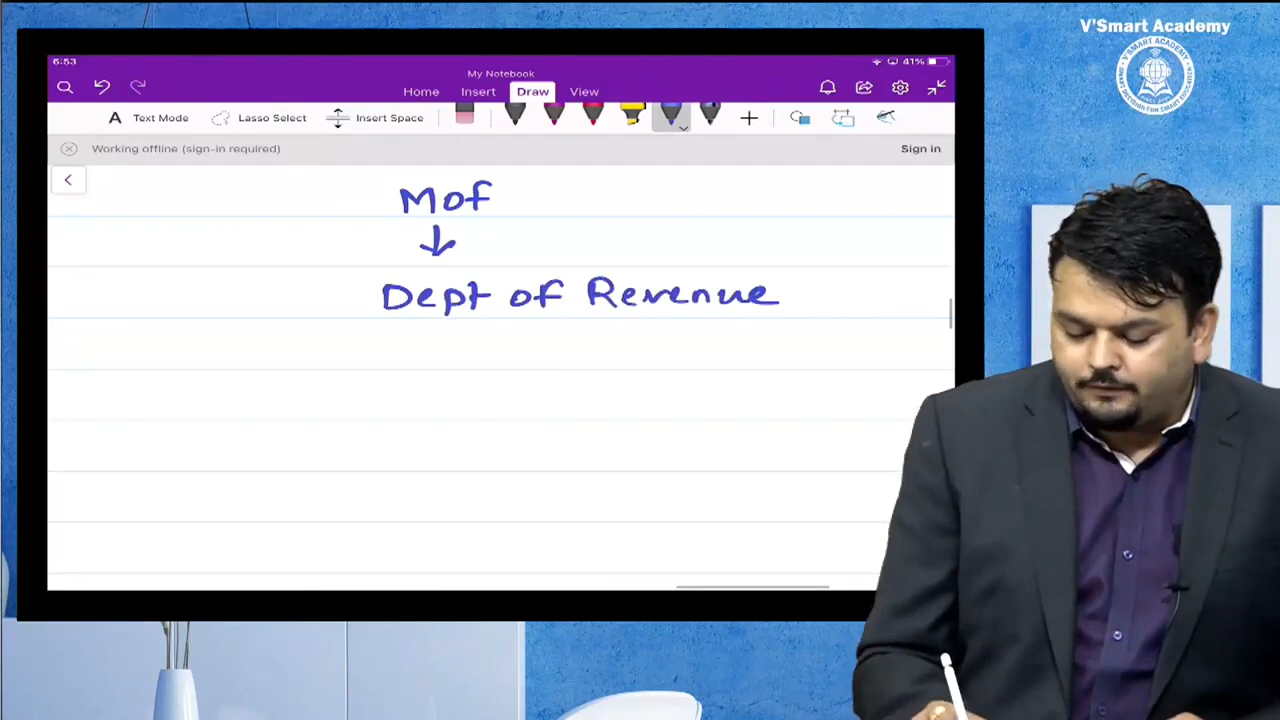 V'Smart Academy
6:53
41%
My Notebook
Home Insert Draw View
Text Mode Lasso Select Insert Space
Working offline (sign-in required) Sign in
Mof
↓
Dept of Revenue